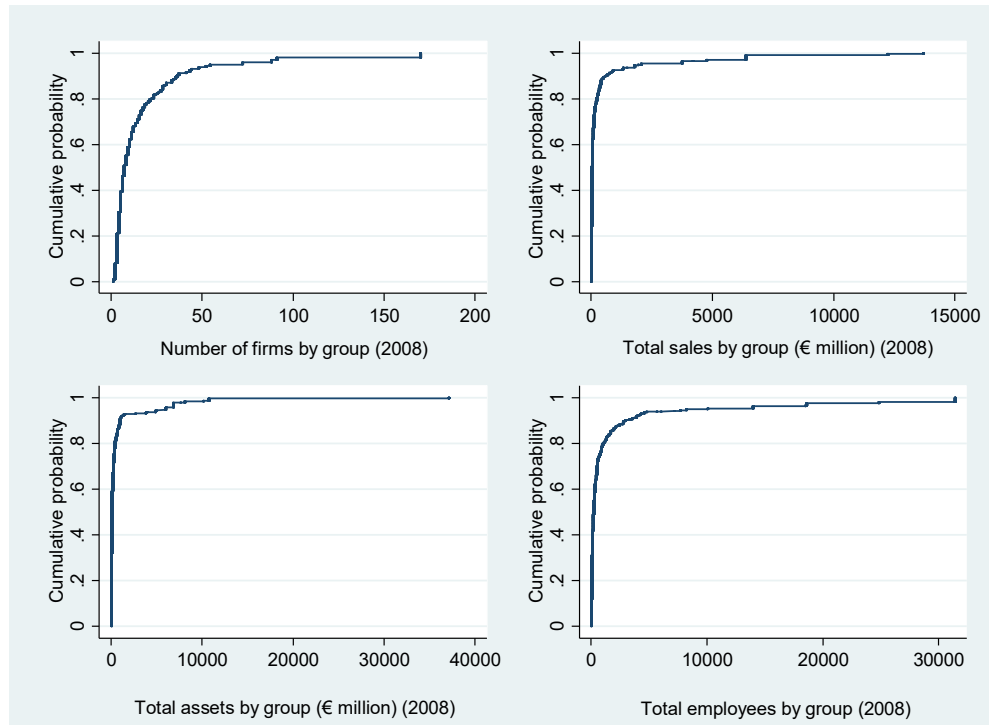 Cumulative probability
0 .2 .4 .6 .8 1
0 50 100 150 200
Number of firms by group (2008)
Cumulative probability
0 .2 .4 .6 .8 1
0 5000 10000 15000
Total sales by group (€ million) (2008)
Cumulative probability
0 .2 .4 .6 .8 1
0 10000 20000 30000 40000
Total assets by group (€ million) (2008)
Cumulative probability
0 .2 .4 .6 .8 1
0 10000 20000 30000
Total employees by group (2008)